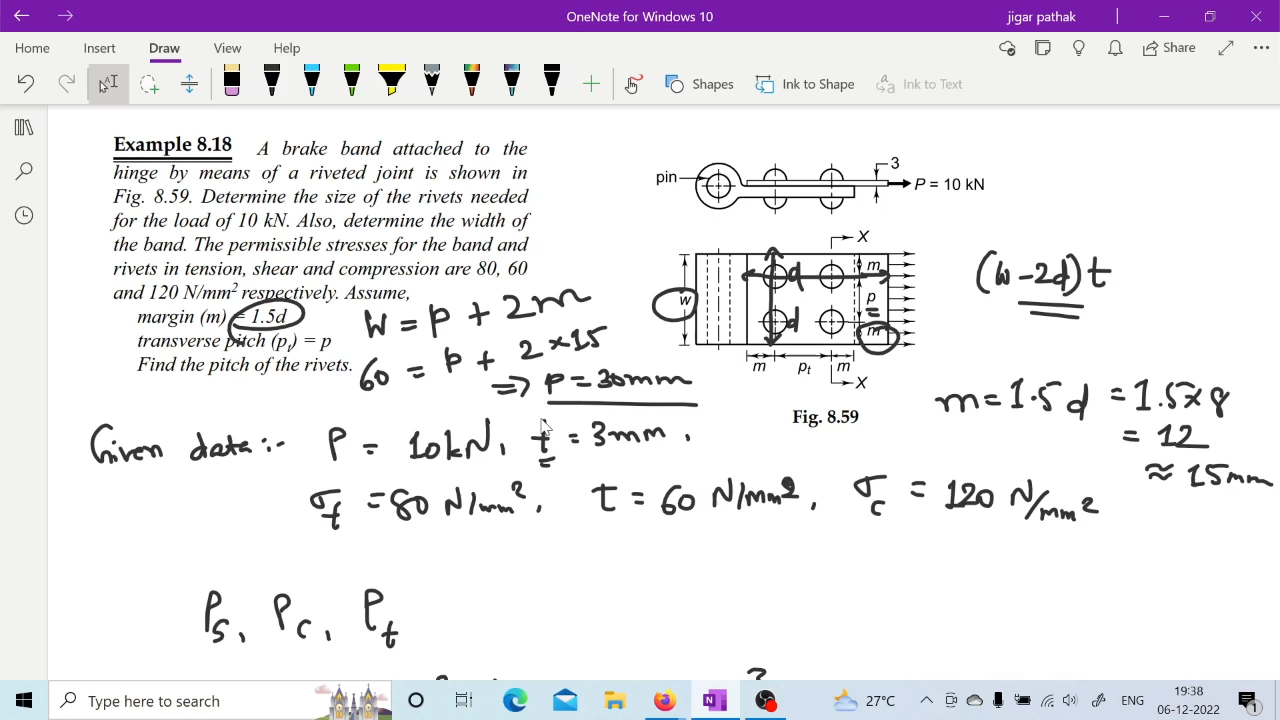 OneNote for Windows 10
jigar pathak
Home Insert Draw View Help
Share
Shapes Ink to Shape Ink to Text
Example 8.18 A brake band attached to the
hinge by means of a riveted joint is shown in
Fig. 8.59. Determine the size of the rivets needed
for the load of 10 kN. Also, determine the width of
the band. The permissible stresses for the band and
rivets in tension, shear and compression are 80, 60
and 120 N/mm² respectively. Assume,
margin (m) = 1.5d
transverse pitch (pₜ) = p
Find the pitch of the rivets.
W = p + 2m
60 = p + 2 × 15
=> p = 30mm
pin
3
P = 10 kN
X
w
d
m
p
d
m
m pₜ m
X
Fig. 8.59
(W - 2d) t
m = 1.5 d = 1.5 × 8
= 12
≈ 15mm
Given data :- P = 10kN, t = 3mm,
σt = 80 N/mm², τ = 60 N/mm², σc = 120 N/mm²
Ps, Pc, Pt
Type here to search
27°C
ENG
19:38
06-12-2022
1